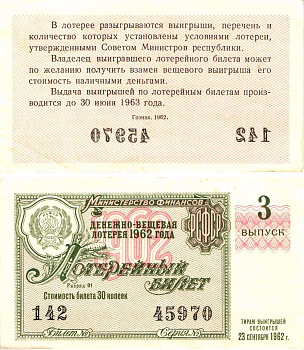 В лотерее разыгрываются выигрыши, перечень и
количество которых установлены условиями лотереи,
утвержденными Советом Министров республики.
Владелец выигравшего лотерейного билета может
по желанию получить взамен вещевого выигрыша его
стоимость наличными деньгами.
Выдача выигрышей по лотерейным билетам произ-
водится до 30 июня 1963 года.
Гознак. 1962.
45970 142
Министерство финансов
РСФСР
3
ВЫПУСК
1962
ДЕНЕЖНО-ВЕЩЕВАЯ
ЛОТЕРЕЯ 1962 ГОДА
Лотерейный
билет
Разряд 91
Стоимость билета 30 копеек
142 45970
Билет № Серия №
ТИРАЖ ВЫИГРЫШЕЙ
СОСТОИТСЯ
23 СЕНТЯБРЯ 1962 г.